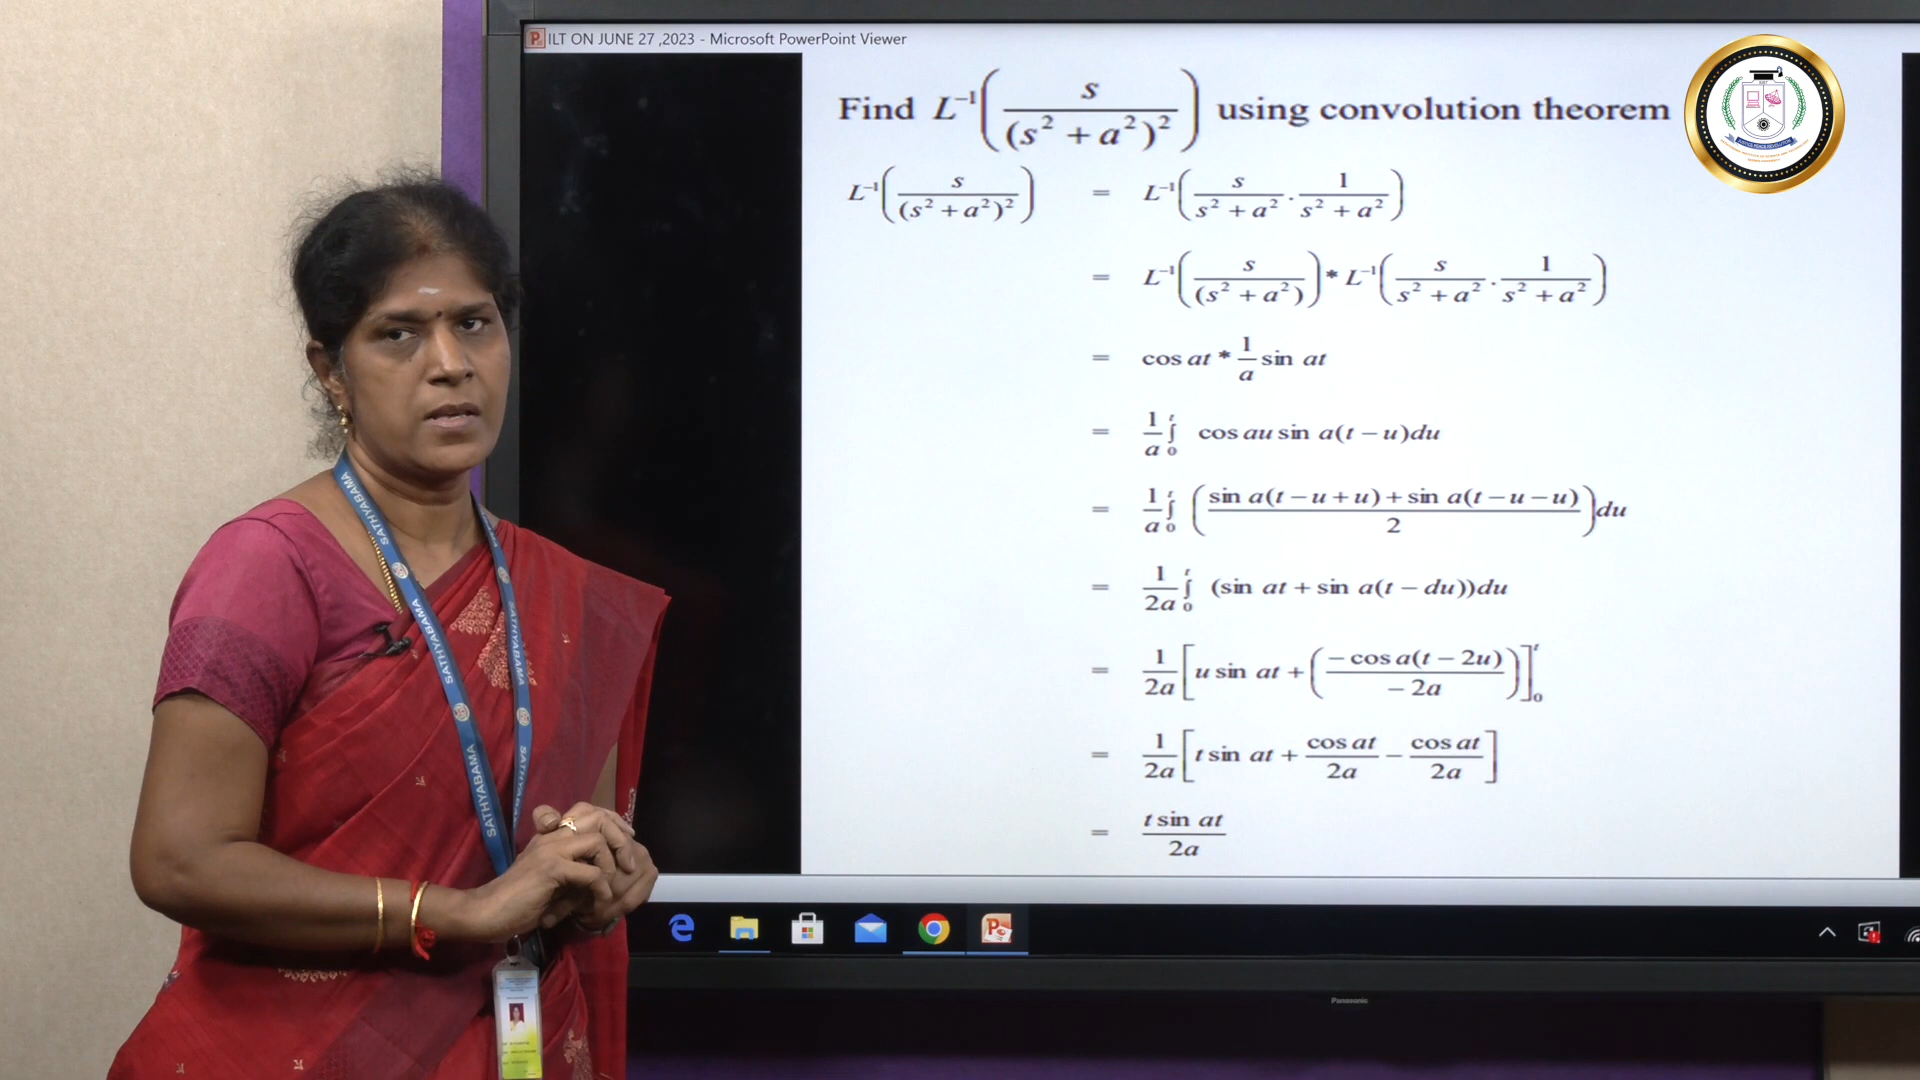 ILT ON JUNE 27 ,2023 - Microsoft PowerPoint Viewer
Find L⁻¹(s/(s² + a²)²) using convolution theorem
L⁻¹(s/(s² + a²)²) = L⁻¹(s/(s² + a²) · 1/(s² + a²))
= L⁻¹(s/(s² + a²)) * L⁻¹(s/(s² + a²) · 1/(s² + a²))
= cos at * 1/a sin at
= 1/a ∫₀ᵗ cos au sin a(t − u)du
= 1/a ∫₀ᵗ ((sin a(t − u + u) + sin a(t − u − u))/2)du
= 1/2a ∫₀ᵗ (sin at + sin a(t − du))du
= 1/2a [u sin at + (−cos a(t − 2u)/−2a)]₀ᵗ
= 1/2a [t sin at + cos at/2a − cos at/2a]
= t sin at/2a
SATHYABAMA
SATHYABAMA
SATHYABAMA
SATHYABAMA
SATHYABAMA
SATHYABAMA
Panasonic